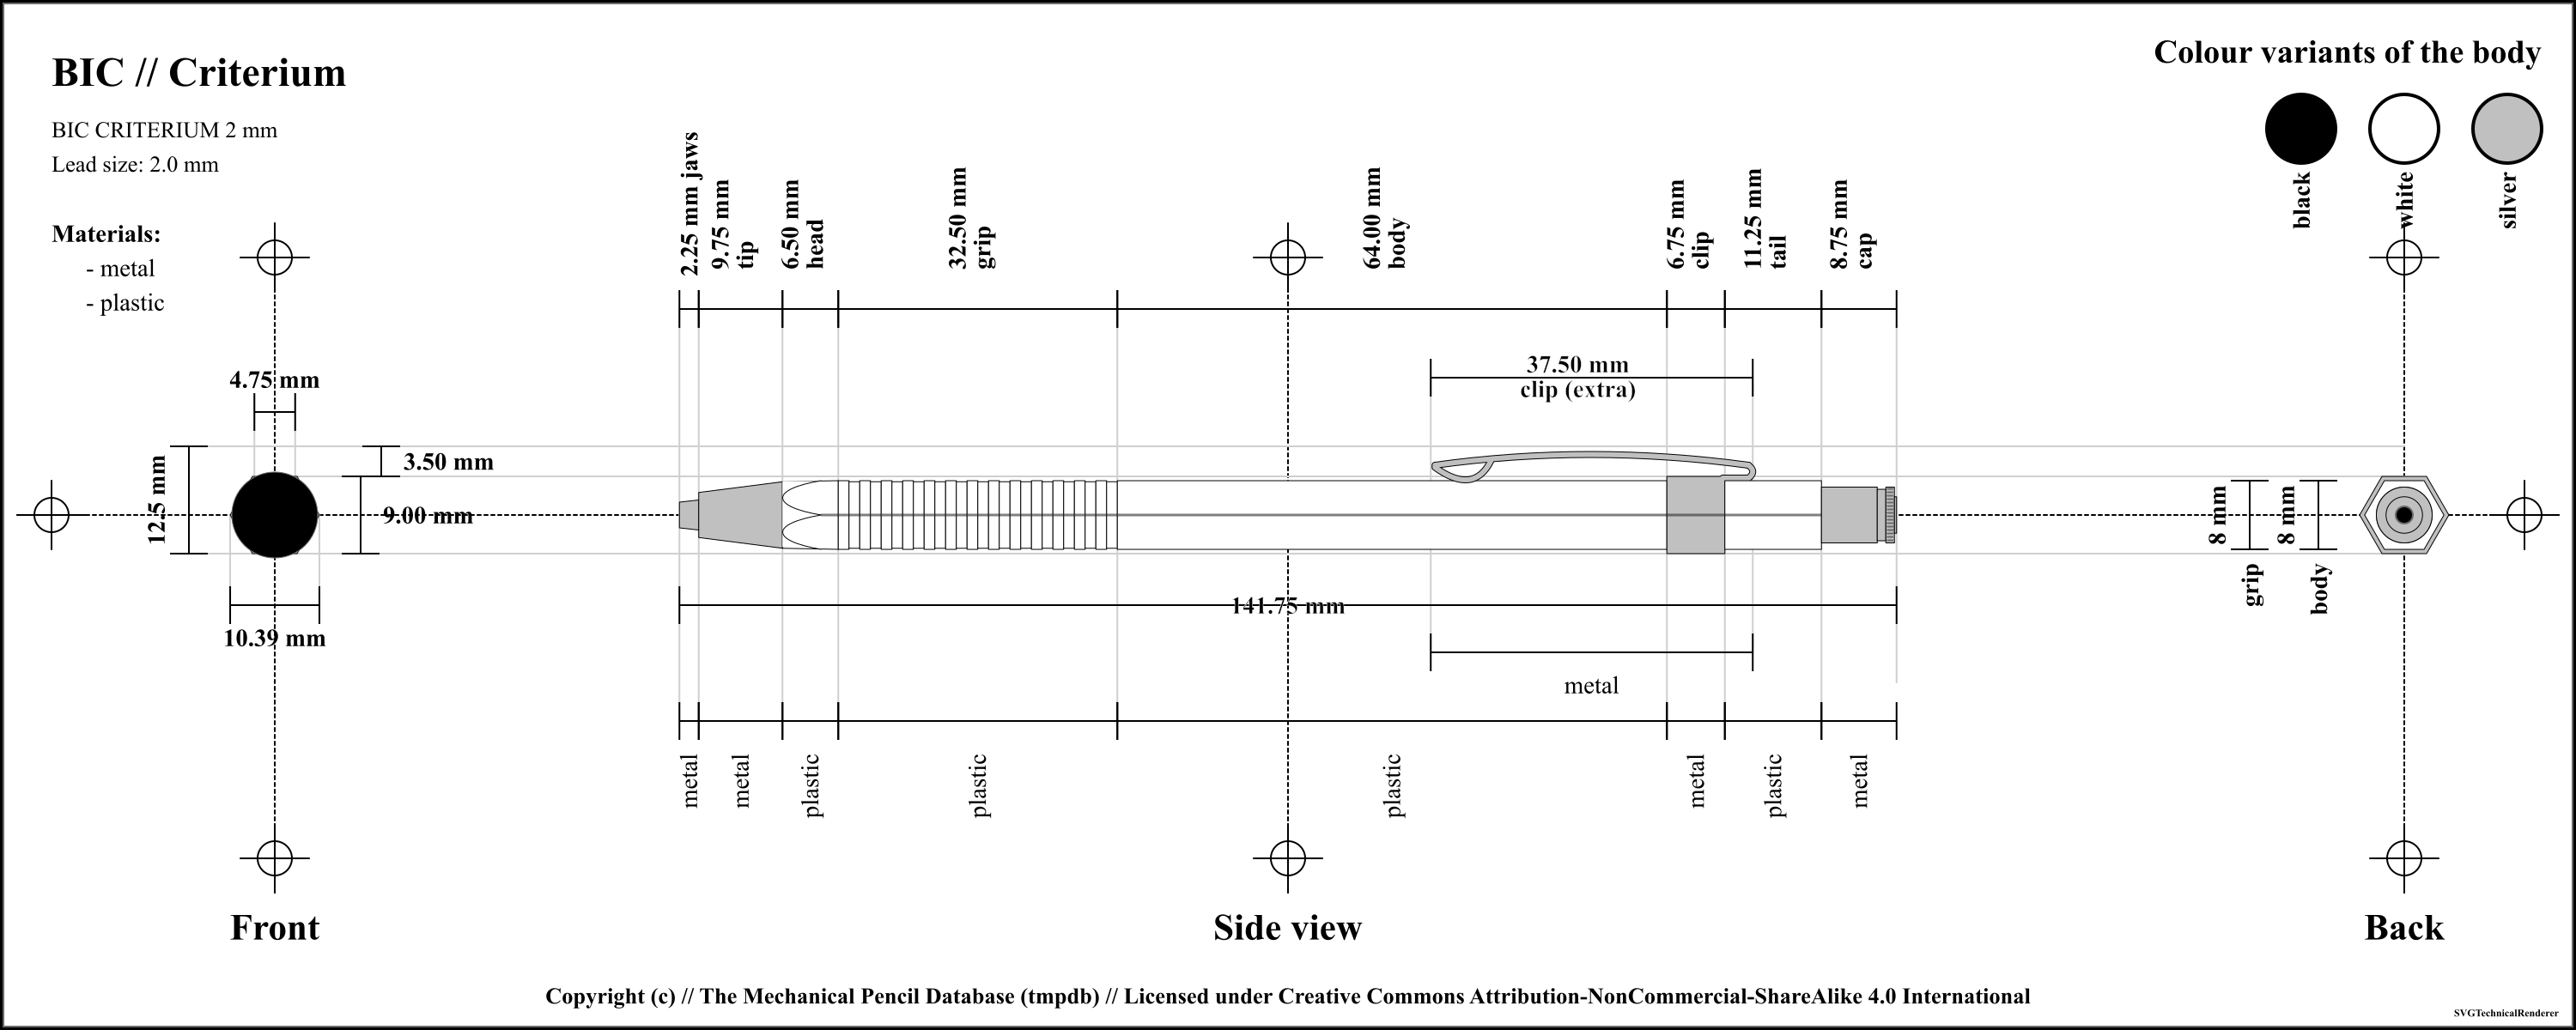 BIC // Criterium
BIC CRITERIUM 2 mm
Lead size: 2.0 mm
Materials:
- metal
- plastic
Colour variants of the body
black
white
silver
2.25 mm jaws
9.75 mm
tip
6.50 mm
head
32.50 mm
grip
64.00 mm
body
6.75 mm
clip
11.25 mm
tail
8.75 mm
cap
37.50 mm
clip (extra)
4.75 mm
3.50 mm
12.5 mm
9.00 mm
10.39 mm
141.75 mm
8 mm
grip
8 mm
body
metal
metal
metal
plastic
plastic
plastic
metal
plastic
metal
Front
Side view
Back
Copyright (c) // The Mechanical Pencil Database (tmpdb) // Licensed under Creative Commons Attribution-NonCommercial-ShareAlike 4.0 International
SVGTechnicalRenderer